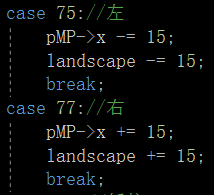 case 75://左
pMP->x -= 15;
landscape -= 15;
break;
case 77://右
pMP->x += 15;
landscape += 15;
break;